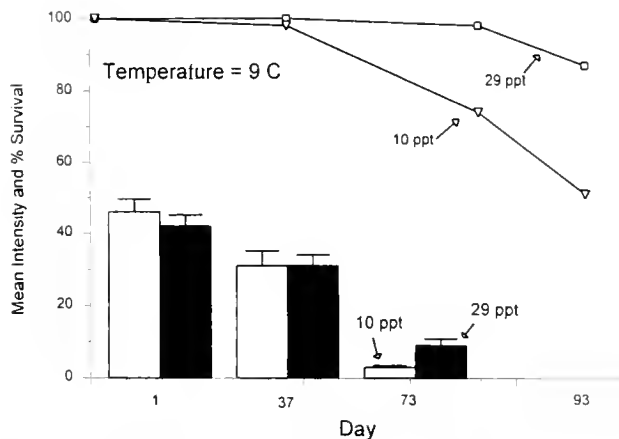 100
80
60
40
20
0
Mean Intensity and % Survival
Temperature = 9 C
29 ppt
10 ppt
10 ppt
29 ppt
1
37
73
93
Day